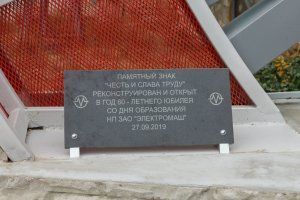 ПАМЯТНЫЙ ЗНАК
"ЧЕСТЬ И СЛАВА ТРУДУ"
РЕКОНСТРУИРОВАН И ОТКРЫТ
В ГОД 60 - ЛЕТНЕГО ЮБИЛЕЯ
СО ДНЯ ОБРАЗОВАНИЯ
НП ЗАО "ЭЛЕКТРОМАШ"
27.09.2019